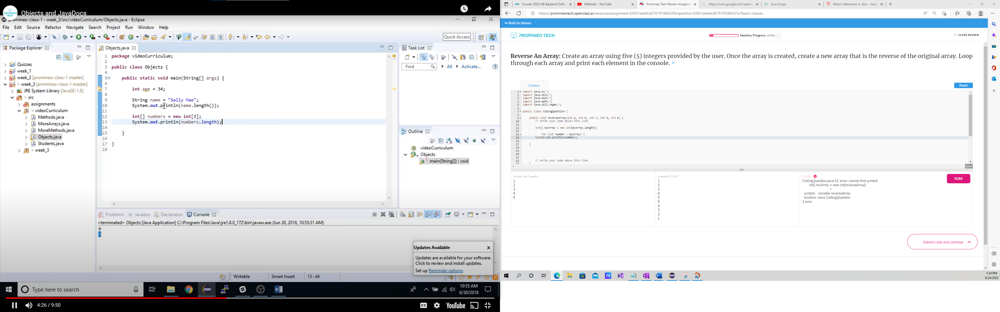 Objects and JavaDocs
PROMINEO
TECH
Watch later
Share
promineo-class-1 - week_3/src/videoCurriculum/Objects.java - Eclipse
File Edit Source Refactor Navigate Search Project Run Window Help
Quick Access
Package Explorer
Quizzes
week_1
week_2 [promineo-class-1 master]
> week_3 [promineo-class-1 master]
JRE System Library [JavaSE-1.8]
> src
assignments
> videoCurriculum
Methods.java
MoreArrays.java
MoreMethods.java
Objects.java
Students.java
> week_3
Objects.java
1 package videoCurriculum;
2
3 public class Objects {
4
5 public static void main(String[] args) {
6
7 int age = 34;
8
9 String name = "Sally Mae";
10 System.out.println(name.length());
11
12 int[] numbers = new int[3];
13 System.out.println(numbers.length);
14
15 }
16
17 }
18
Task List
Find All Activate...
Outline
videoCurriculum
Objects
main(String[]) : void
Problems Javadoc Declaration Console
<terminated> Objects [Java Application] C:\Program Files\Java\jre1.8.0_172\bin\javaw.exe (Jun 30, 2018, 10:55:31 AM)
9
3
Updates Available
Updates are available for your software.
Click to review and install updates.
Set up Reminder options
Writable Smart Insert 13 : 44
Type here to search
10:55 AM
6/30/2018
4:26 / 9:50
CC
YouTube
Course: 2022-08-Backend Softw
Methods - YouTube
Promineo Tech Review Assignme
https://www.google.com/search
Java Arrays
Return Statement in Java - Javat
https://promineotech.openclass.ai/resource/assignment-63051eeb4cd576197d6632f6/question-63051eeb4cd576197d66325c?back=classes
Back to classes
PROMINEO TECH
Mastery Progress (15.6%)
CLOSE REVIEW
Reverse An Array: Create an array using five (5) integers provided by the user. Once the array is created, create a new array that is the reverse of the original array. Loop
through each array and print each element in the console.
Solution
Reset
1 import java.io.*;
2 import java.util.*;
3 import java.text.*;
4 import java.math.*;
5 import java.util.regex.*;
6
7 public class CodingQuestion {
8
9 static void reverseArray(int a, int b, int c, int d, int e) {
10 // Write your code below this line
11
12 int[] myArray = new int[myArray.length];
13
14 for (int number : myArray) {
15 System.out.println(number);
16
17 }
18
19
20
21
22 // Write your code above this line
23 }
Java
Sample Test Case #1
1
2
3
4
5
Expected STDOUT
1
2
3
4
5
5
4
3
2
1
STDOUT
CodingQuestion.java:12: error: cannot find symbol
int[] myArray = new int[reverseArray];
^
symbol: variable reverseArray
location: class CodingQuestion
1 error
RUN!
Submit code and continue
1:24 PM
9/24/2022